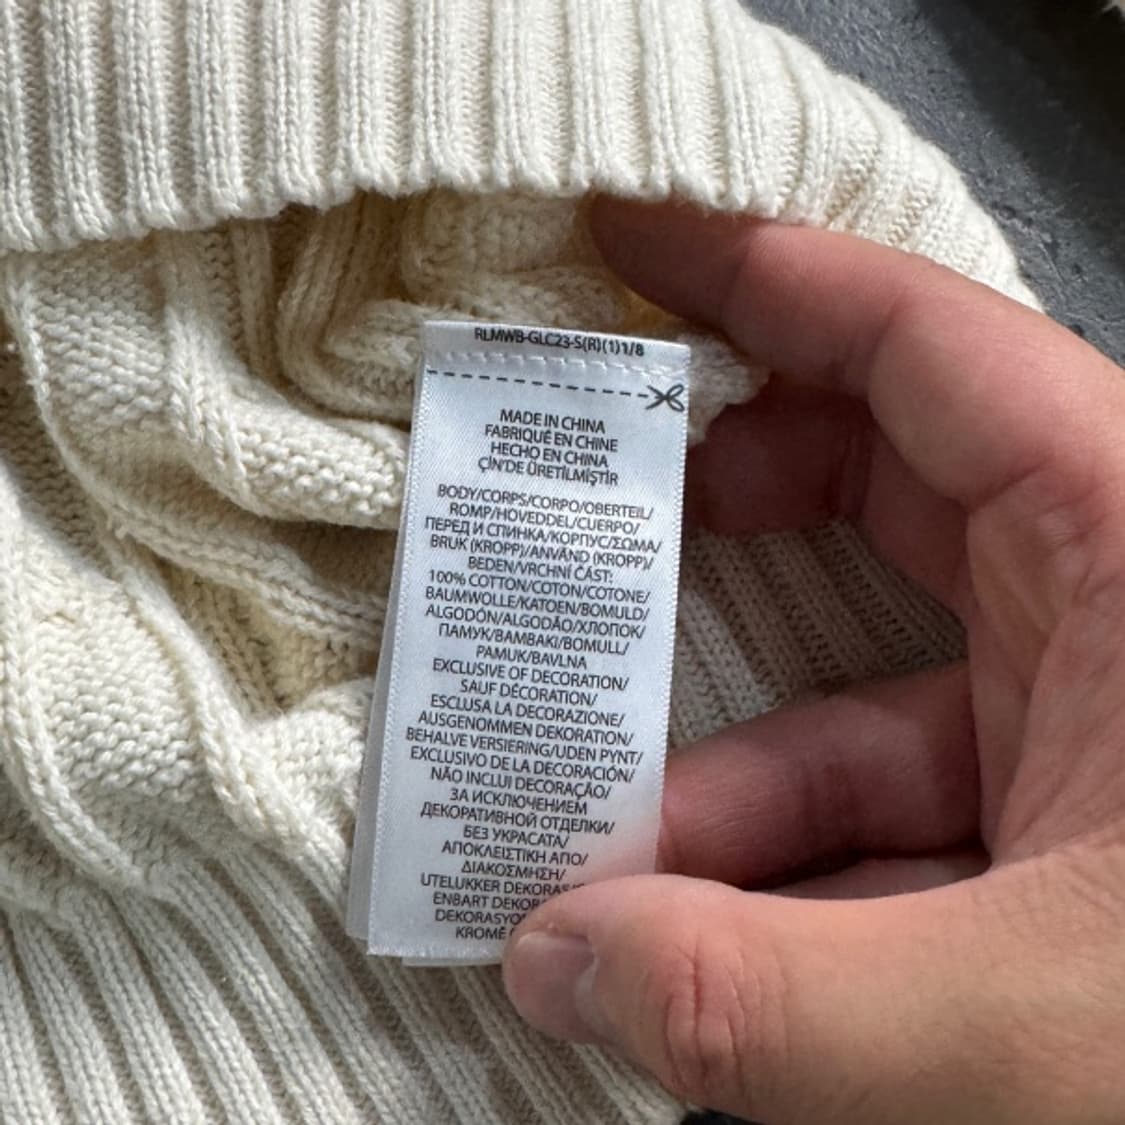 RLMWB-GLC23-S(R)(1)1/8
MADE IN CHINA
FABRIQUÉ EN CHINE
HECHO EN CHINA
ÇİN'DE ÜRETİLMİŞTİR
BODY/CORPS/CORPO/OBERTEIL/
ROMP/HOVEDDEL/CUERPO/
ПЕРЕД И СПИНКА/КОРПУС/ΣΩΜΑ/
BRUK (KROPP)/ANVÄND (KROPP)/
BEDEN/VRCHNÍ ČÁST:
100% COTTON/COTON/COTONE/
BAUMWOLLE/KATOEN/BOMULD/
ALGODÓN/ALGODÃO/ХЛОПОК/
ПАМУК/ΒΑΜΒΑΚΙ/BOMULL/
PAMUK/BAVLNA
EXCLUSIVE OF DECORATION/
SAUF DÉCORATION/
ESCLUSA LA DECORAZIONE/
AUSGENOMMEN DEKORATION/
BEHALVE VERSIERING/UDEN PYNT/
EXCLUSIVO DE LA DECORACIÓN/
NÃO INCLUI DECORAÇÃO/
ЗА ИСКЛЮЧЕНИЕМ
ДЕКОРАТИВНОЙ ОТДЕЛКИ/
БЕЗ УКРАСАТА/
ΑΠΟΚΛΕΙΣΤΙΚΗ ΑΠΟ/
ΔΙΑΚΟΣΜΗΣΗ/
UTELUKKER
ENBART
KROMĚ